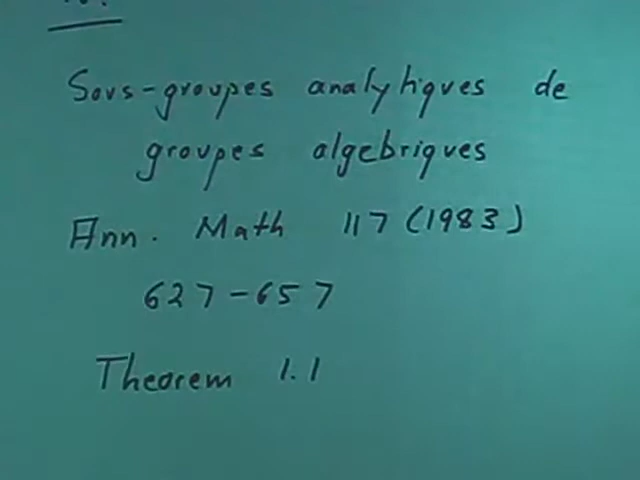 Sous-groupes analytiques de
groupes algebriques
Ann. Math 117 (1983)
627-657
Theorem 1.1